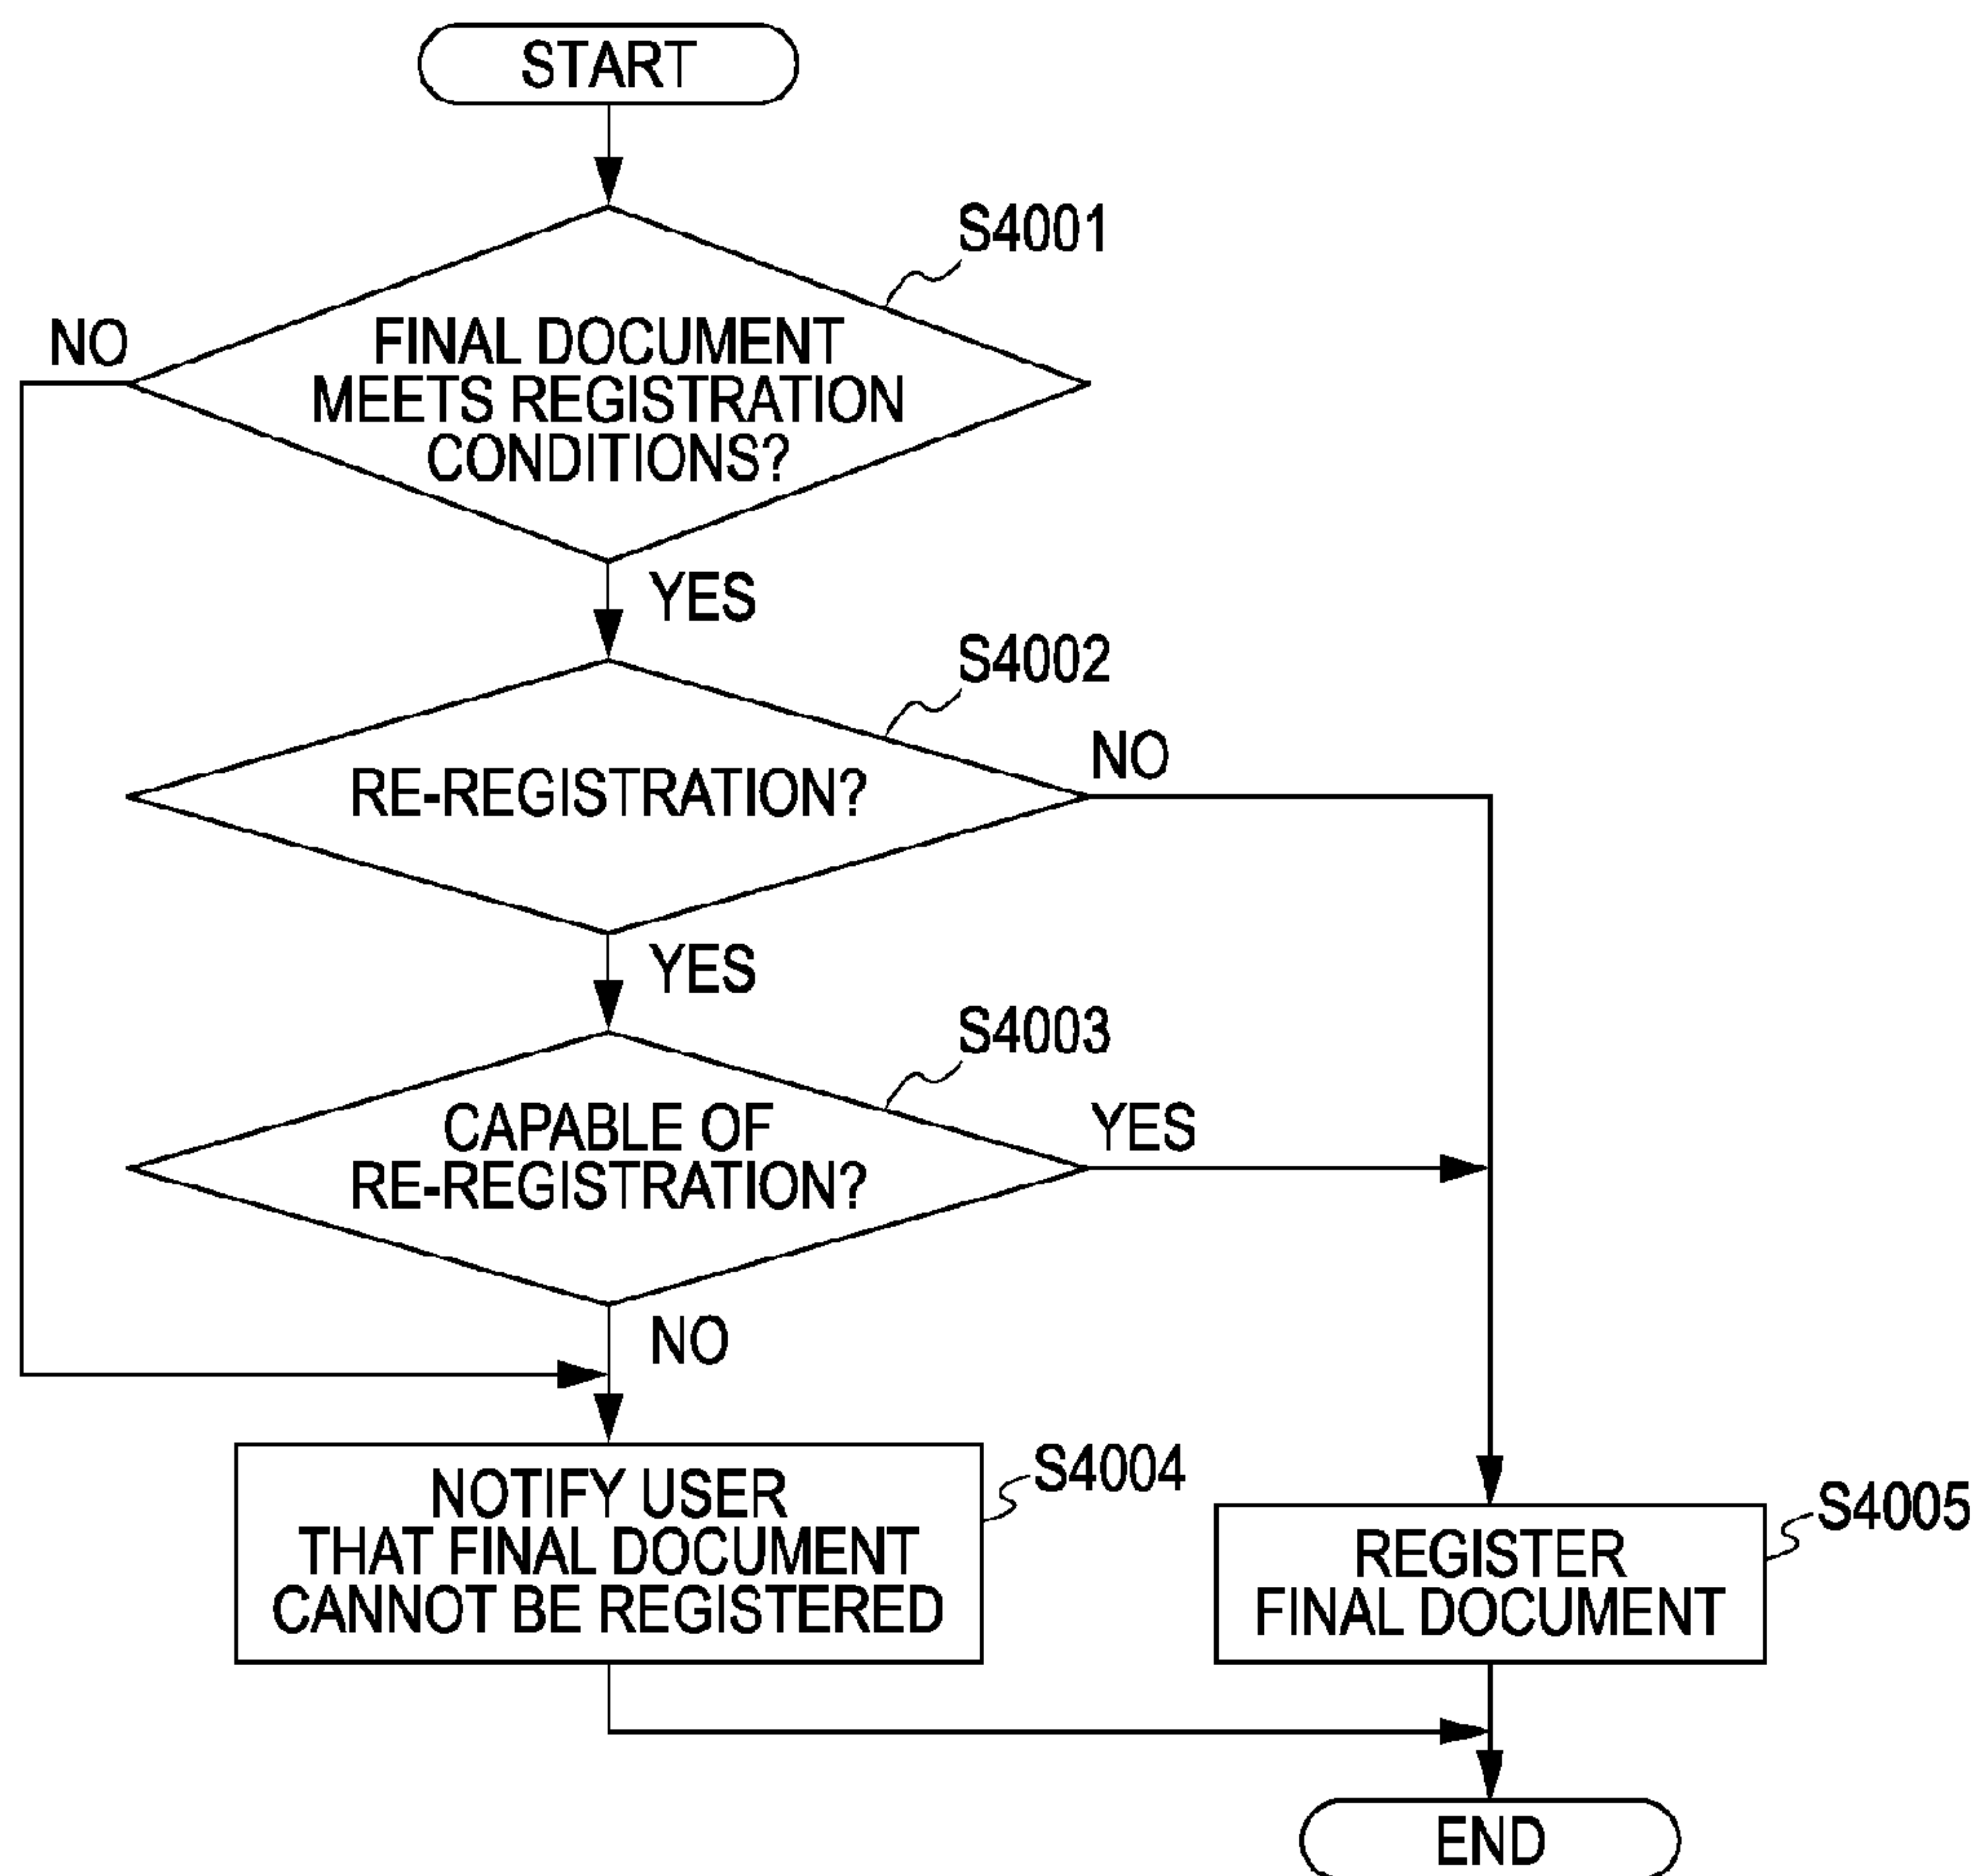 START
S4001
NO
FINAL DOCUMENT
MEETS REGISTRATION
CONDITIONS?
YES
S4002
NO
RE-REGISTRATION?
YES
S4003
CAPABLE OF
RE-REGISTRATION?
YES
NO
NOTIFY USER
THAT FINAL DOCUMENT
CANNOT BE REGISTERED
S4004
S4005
REGISTER
FINAL DOCUMENT
END